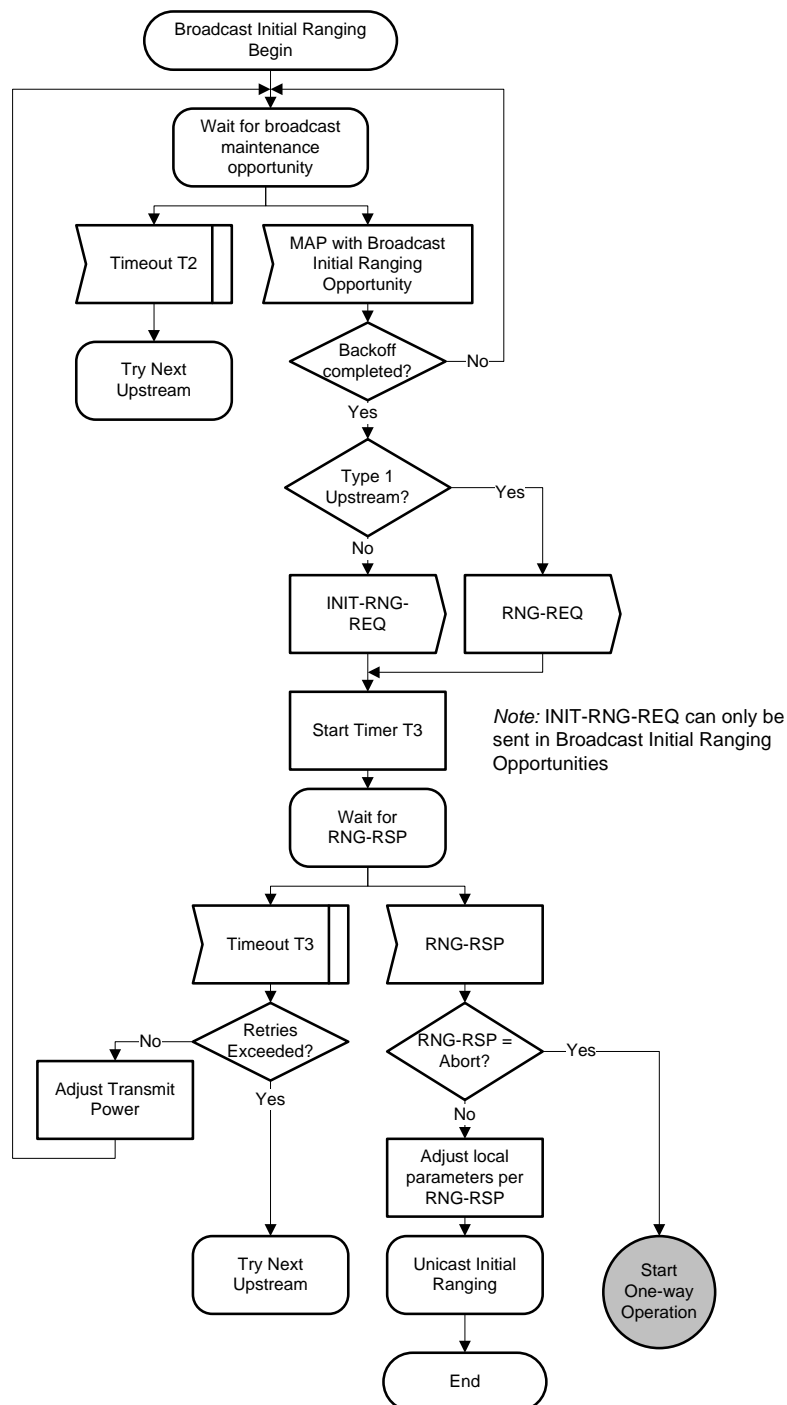 Broadcast Initial Ranging
Begin
Wait for broadcast
maintenance
opportunity
Timeout T2
MAP with Broadcast
Initial Ranging
Opportunity
Try Next
Upstream
Backoff
completed?
No
Yes
Type 1
Upstream?
Yes
No
INIT-RNG-
REQ
RNG-REQ
Start Timer T3
Note: INIT-RNG-REQ can only be
sent in Broadcast Initial Ranging
Opportunities
Wait for
RNG-RSP
Timeout T3
RNG-RSP
No
Retries
Exceeded?
RNG-RSP =
Abort?
Yes
Adjust Transmit
Power
Yes
No
Adjust local
parameters per
RNG-RSP
Try Next
Upstream
Unicast Initial
Ranging
Start
One-way
Operation
End